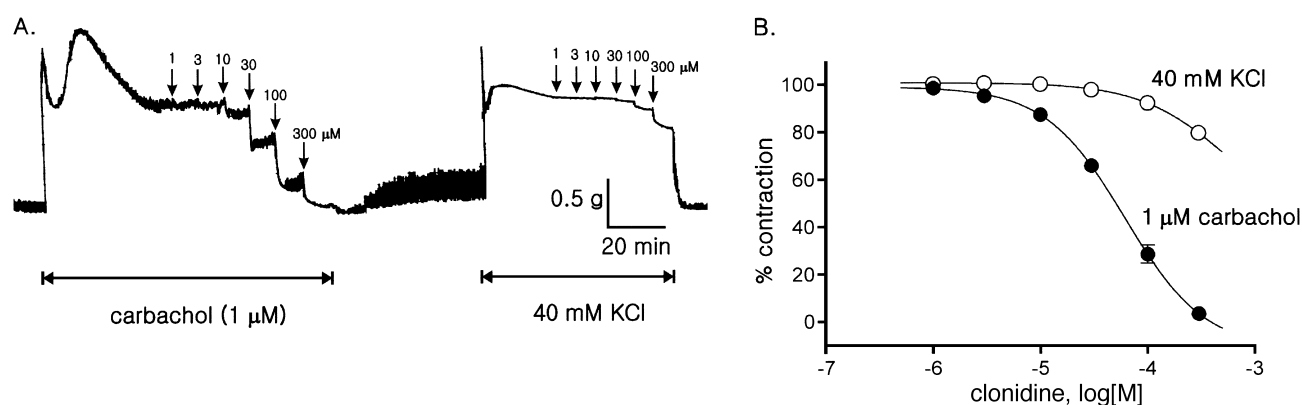 A.
1 3 10 30
100
300 μM
1 3 10 30 100
300 μM
0.5 g
20 min
carbachol (1 μM)
40 mM KCl
B.
% contraction
100
80
60
40
20
0
40 mM KCl
1 μM carbachol
-7 -6 -5 -4 -3
clonidine, log[M]